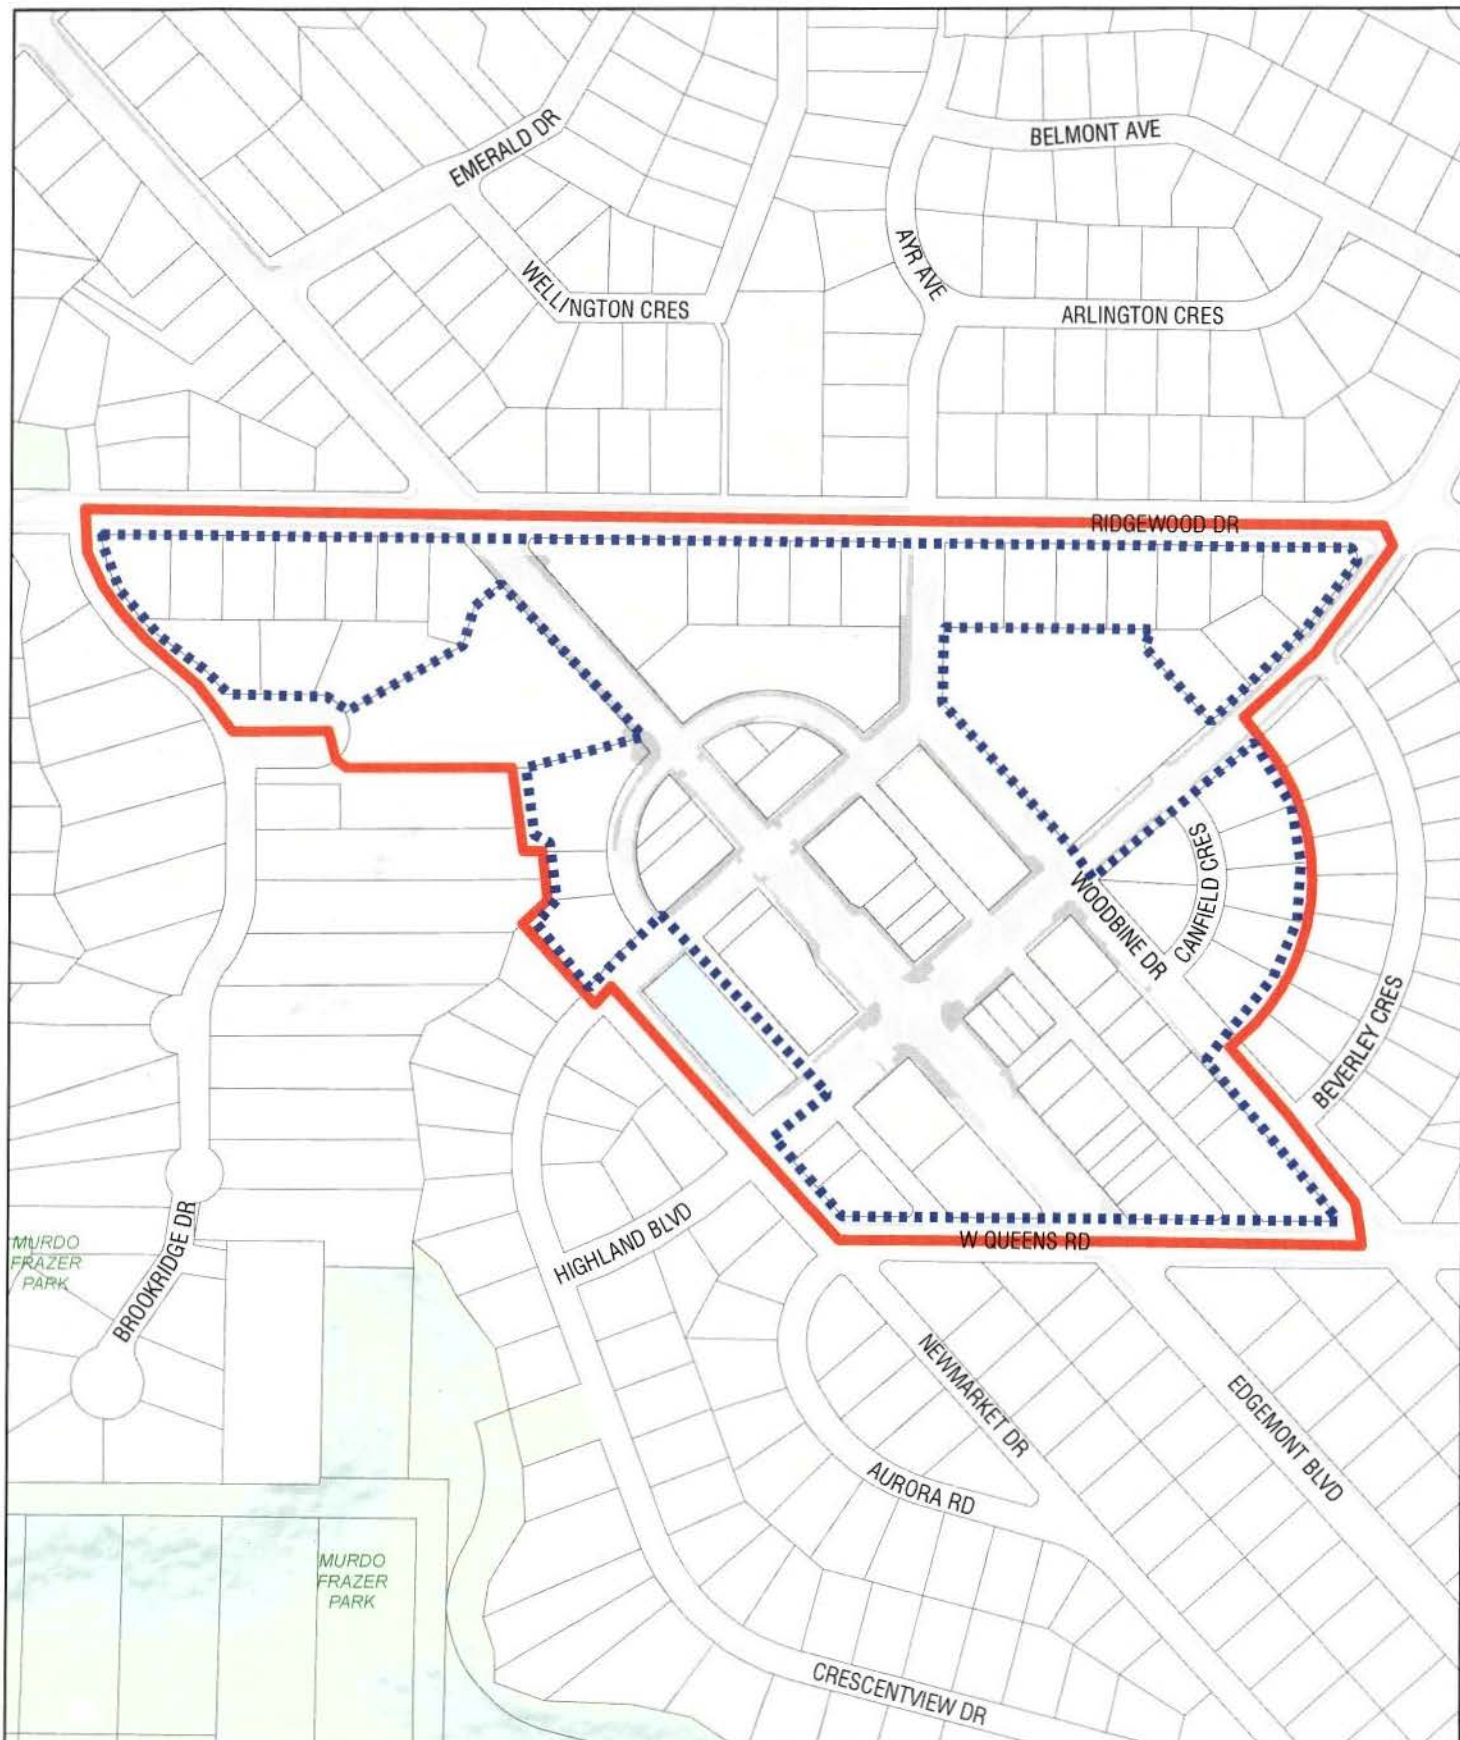 BELMONT AVE
EMERALD DR
AYR AVE
WELLINGTON CRES
ARLINGTON CRES
RIDGEWOOD DR
CANFIELD CRES
WOODBINE DR
BEVERLEY CRES
HIGHLAND BLVD
W QUEENS RD
BROOKRIDGE DR
MURDO
FRAZER
PARK
NEWMARKET DR
EDGEMONT BLVD
AURORA RD
MURDO
FRAZER
PARK
CRESCENTVIEW DR